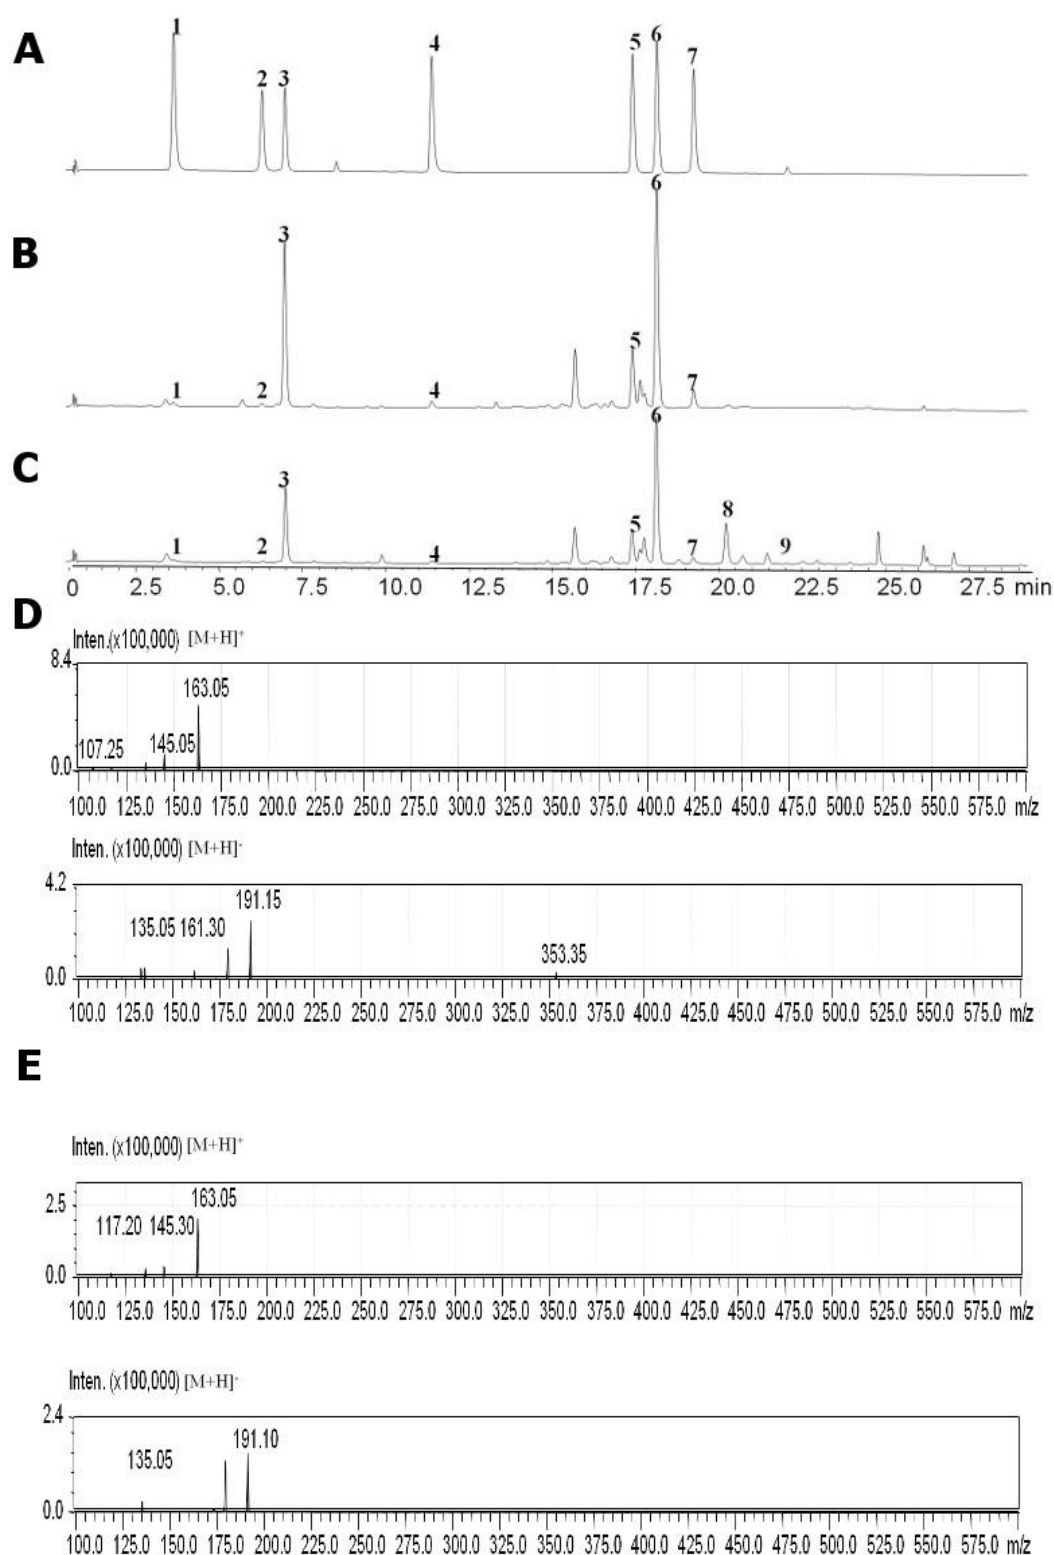 A
1 2 3 4 5 6 7
B
1 2 3 4 5 6 7
C
1 2 3 4 5 6 7 8 9
0 2.5 5.0 7.5 10.0 12.5 15.0 17.5 20.0 22.5 25.0 27.5 min
D
Inten.(x100,000) [M+H]+
8.4
163.05
107.25 145.05
0.0
100.0 125.0 150.0 175.0 200.0 225.0 250.0 275.0 300.0 325.0 350.0 375.0 400.0 425.0 450.0 475.0 500.0 525.0 550.0 575.0 m/z
Inten. (x100,000) [M+H]-
4.2
191.15
135.05 161.30
353.35
0.0
100.0 125.0 150.0 175.0 200.0 225.0 250.0 275.0 300.0 325.0 350.0 375.0 400.0 425.0 450.0 475.0 500.0 525.0 550.0 575.0 m/z
E
Inten. (x100,000) [M+H]+
2.5
163.05
117.20 145.30
0.0
100.0 125.0 150.0 175.0 200.0 225.0 250.0 275.0 300.0 325.0 350.0 375.0 400.0 425.0 450.0 475.0 500.0 525.0 550.0 575.0 m/z
Inten. (x100,000) [M+H]-
2.4
191.10
135.05
0.0
100.0 125.0 150.0 175.0 200.0 225.0 250.0 275.0 300.0 325.0 350.0 375.0 400.0 425.0 450.0 475.0 500.0 525.0 550.0 575.0 m/z